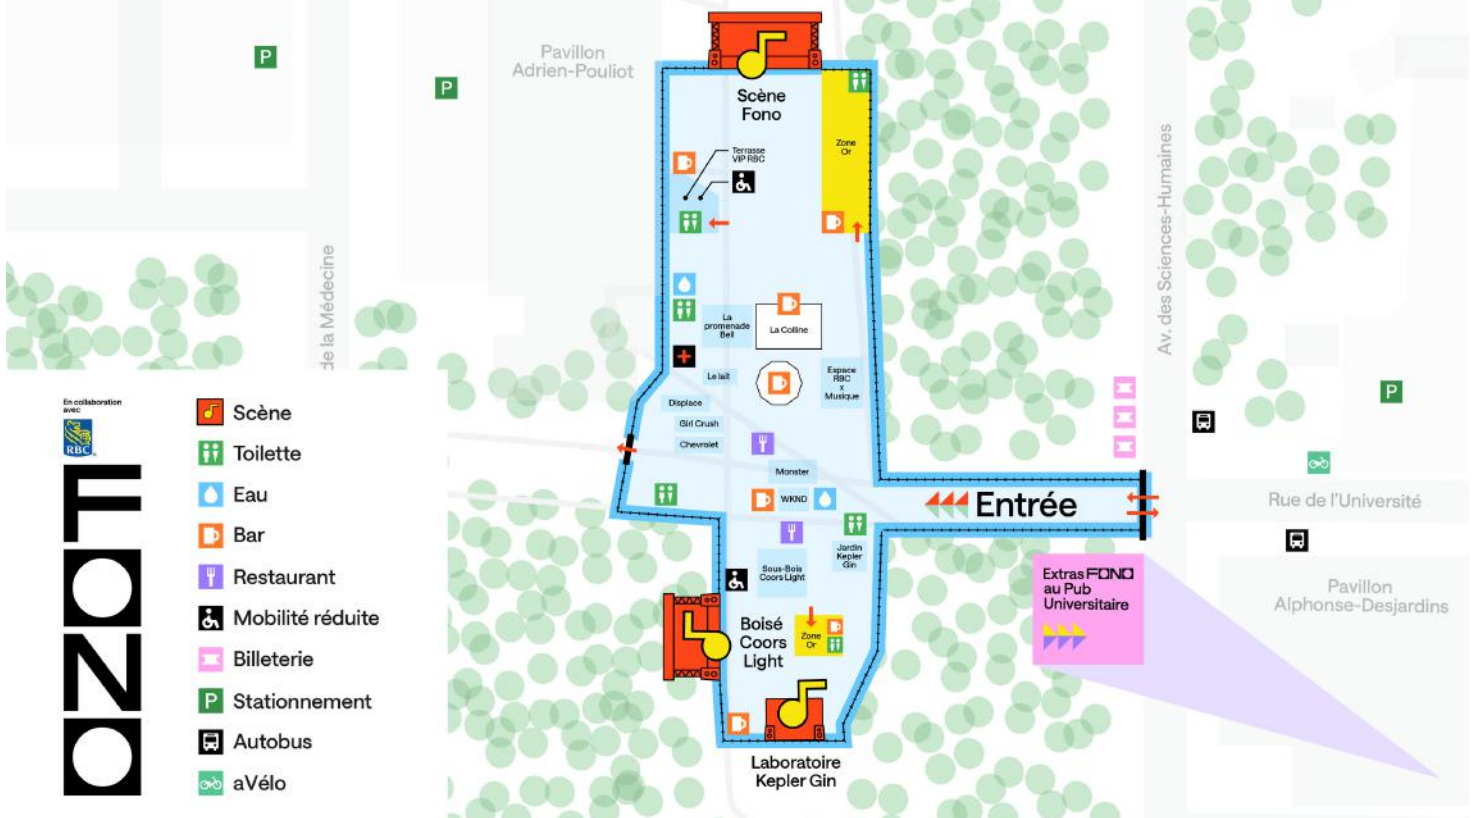 P
P
Pavillon
Adrien-Pouliot
Scène
Fono
Zone
Or
Terrasse
VIP RBC
de la Médecine
Av. des Sciences-Humaines
La
promenade
Bell
La Colline
Le lait
Espace
RBC
x
Musique
Displace
Girl Crush
Chevrolet
Monster
WKND
Entrée
P
Rue de l'Université
Jardin
Kepler
Gin
Sous-Bois
Coors Light
Boisé
Coors
Light
Zone
Or
Laboratoire
Kepler Gin
Extras FONO
au Pub
Universitaire
Pavillon
Alphonse-Desjardins
En collaboration
avec
RBC
FONO
Scène
Toilette
Eau
Bar
Restaurant
Mobilité réduite
Billeterie
P Stationnement
Autobus
aVélo